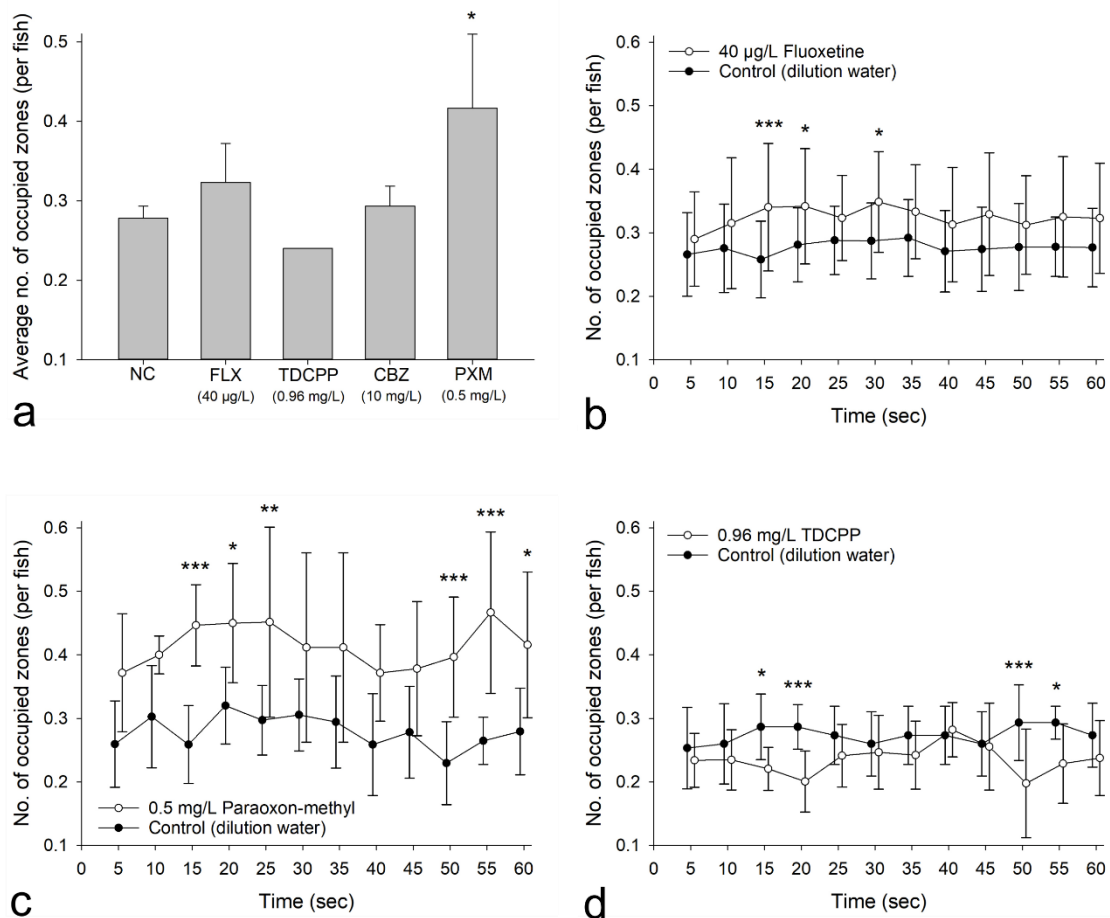 Average no. of occupied zones (per fish)
0.5
0.4
0.3
0.2
0.1
*
NC FLX TDCPP CBZ PXM
(40 µg/L) (0.96 mg/L) (10 mg/L) (0.5 mg/L)
a
No. of occupied zones (per fish)
0.6
0.5
0.4
0.3
0.2
0.1
40 µg/L Fluoxetine
Control (dilution water)
*** * *
0 5 10 15 20 25 30 35 40 45 50 55 60
Time (sec)
b
No. of occupied zones (per fish)
0.6
0.5
0.4
0.3
0.2
0.1
*** * ** *** *** *
0.5 mg/L Paraoxon-methyl
Control (dilution water)
0 5 10 15 20 25 30 35 40 45 50 55 60
Time (sec)
c
No. of occupied zones (per fish)
0.6
0.5
0.4
0.3
0.2
0.1
0.96 mg/L TDCPP
Control (dilution water)
* *** *** *
0 5 10 15 20 25 30 35 40 45 50 55 60
Time (sec)
d